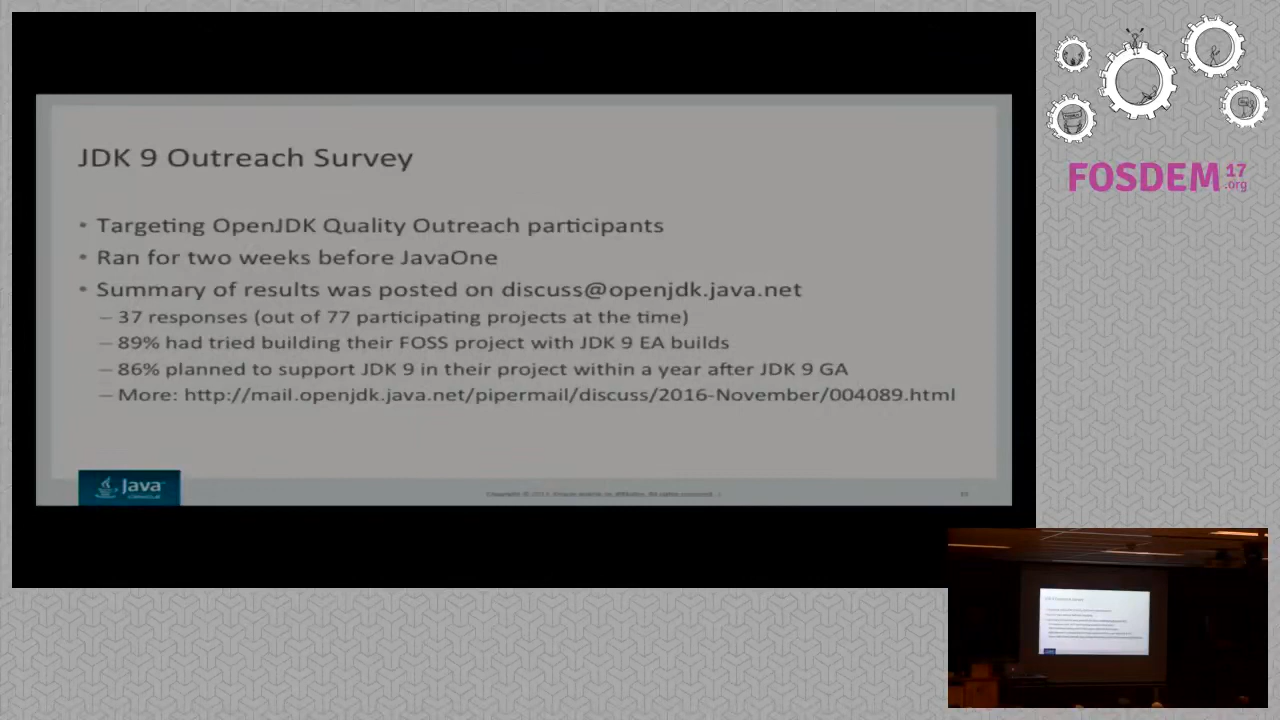 JDK 9 Outreach Survey
• Targeting OpenJDK Quality Outreach participants
• Ran for two weeks before JavaOne
• Summary of results was posted on discuss@openjdk.java.net
– 37 responses (out of 77 participating projects at the time)
– 89% had tried building their FOSS project with JDK 9 EA builds
– 86% planned to support JDK 9 in their project within a year after JDK 9 GA
– More: http://mail.openjdk.java.net/pipermail/discuss/2016-November/004089.html
Java
ORACLE
FOSDEM 17
.org